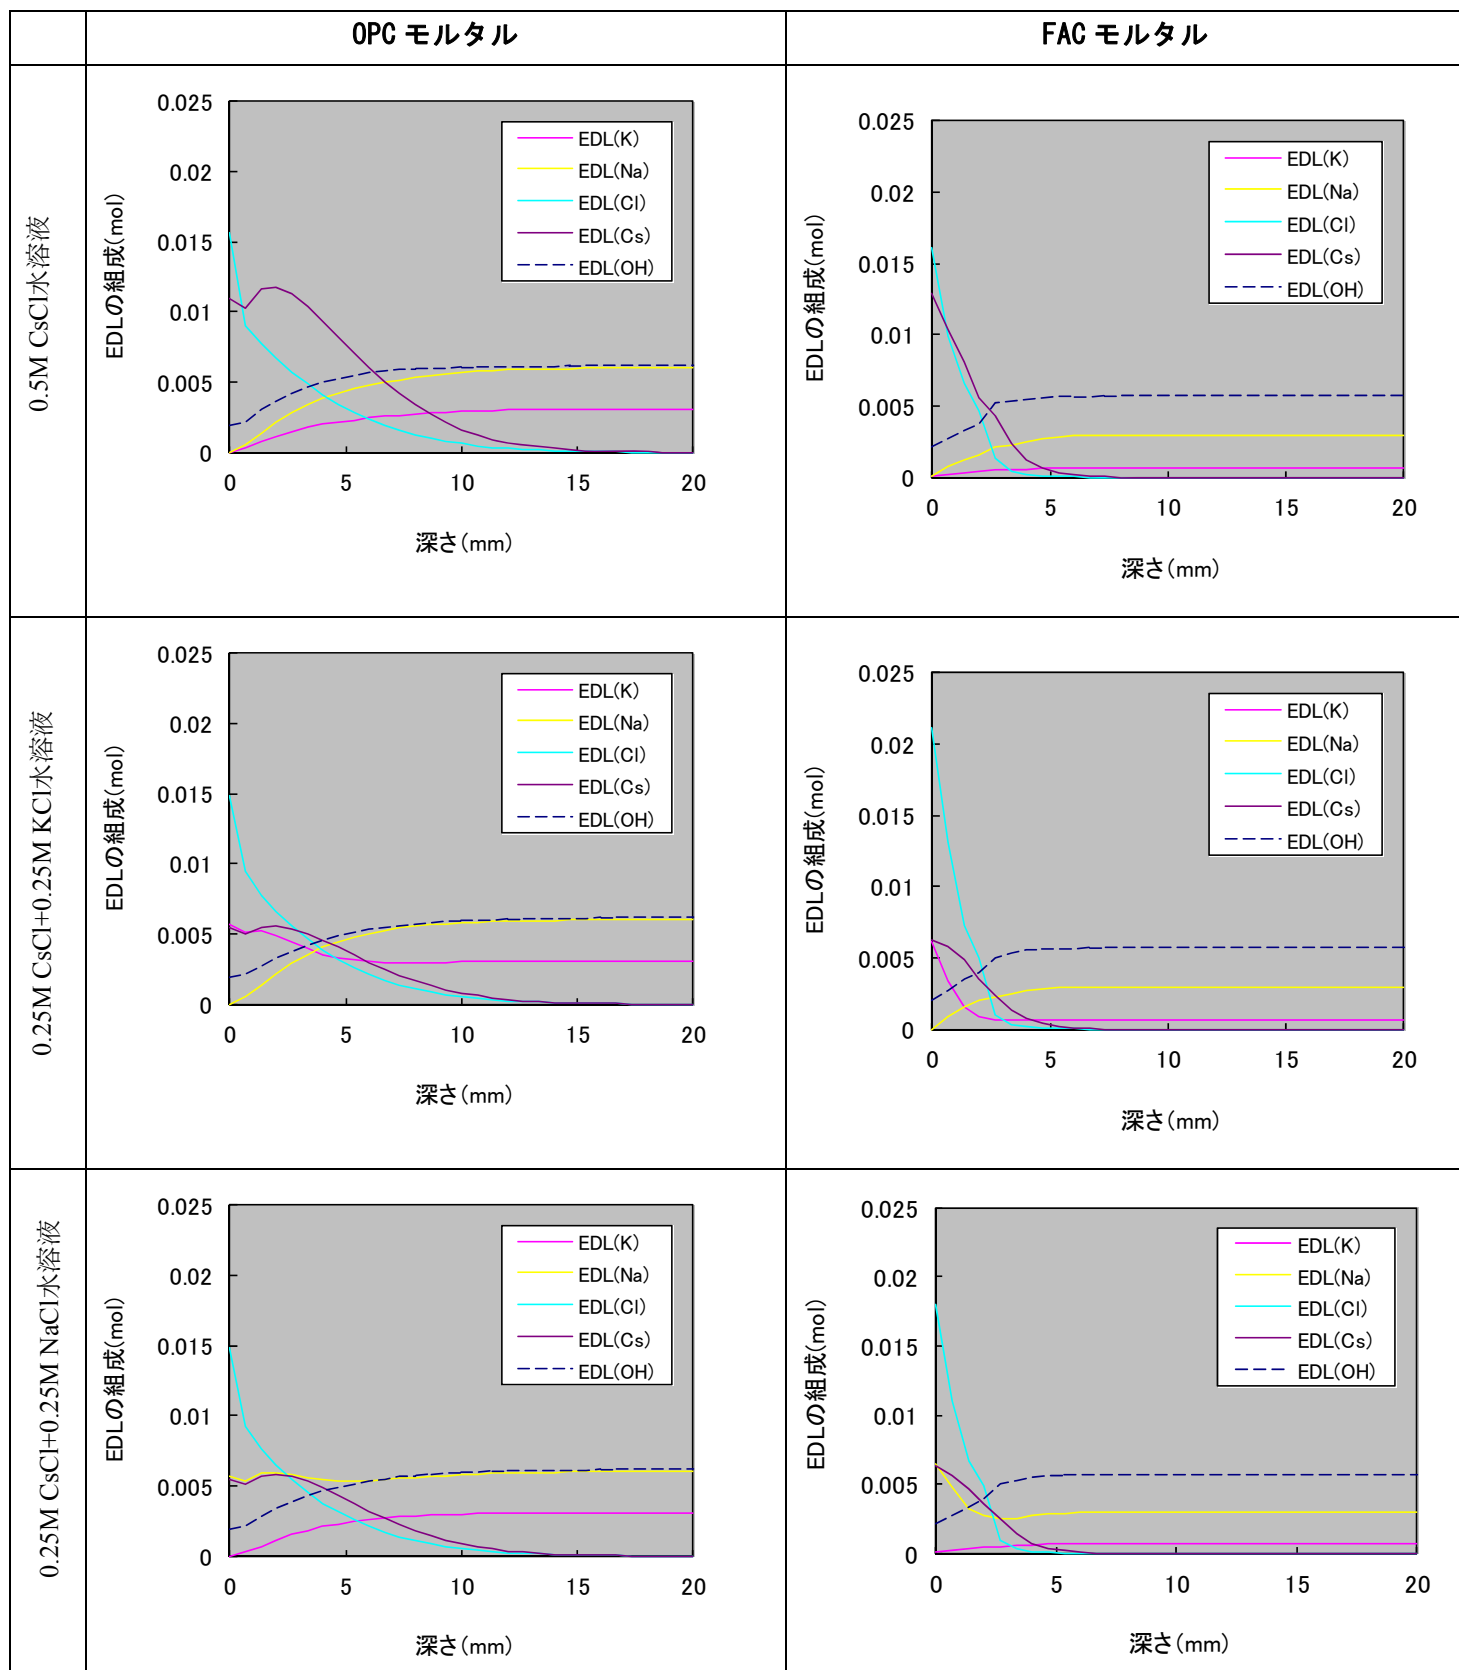 OPC モルタル
FAC モルタル
0.5M CsCl水溶液
EDLの組成(mol)
0.025
0.02
0.015
0.01
0.005
0
0 5 10 15 20
深さ(mm)
EDL(K)
EDL(Na)
EDL(Cl)
EDL(Cs)
EDL(OH)
EDLの組成(mol)
0.025
0.02
0.015
0.01
0.005
0
0 5 10 15 20
深さ(mm)
EDL(K)
EDL(Na)
EDL(Cl)
EDL(Cs)
EDL(OH)
0.25M CsCl+0.25M KCl水溶液
EDLの組成(mol)
0.025
0.02
0.015
0.01
0.005
0
0 5 10 15 20
深さ(mm)
EDL(K)
EDL(Na)
EDL(Cl)
EDL(Cs)
EDL(OH)
EDLの組成(mol)
0.025
0.02
0.015
0.01
0.005
0
0 5 10 15 20
深さ(mm)
EDL(K)
EDL(Na)
EDL(Cl)
EDL(Cs)
EDL(OH)
0.25M CsCl+0.25M NaCl水溶液
EDLの組成(mol)
0.025
0.02
0.015
0.01
0.005
0
0 5 10 15 20
深さ(mm)
EDL(K)
EDL(Na)
EDL(Cl)
EDL(Cs)
EDL(OH)
EDLの組成(mol)
0.025
0.02
0.015
0.01
0.005
0
0 5 10 15 20
深さ(mm)
EDL(K)
EDL(Na)
EDL(Cl)
EDL(Cs)
EDL(OH)